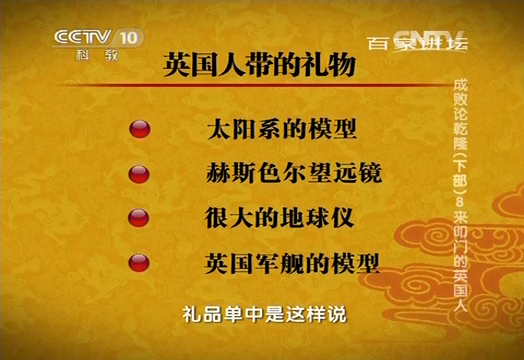 CCTV 10
科教
CNTV
百家讲坛
英国人带的礼物
太阳系的模型
赫斯色尔望远镜
很大的地球仪
英国军舰的模型
成败论乾隆(下部)8来叩门的英国人
礼品单中是这样说